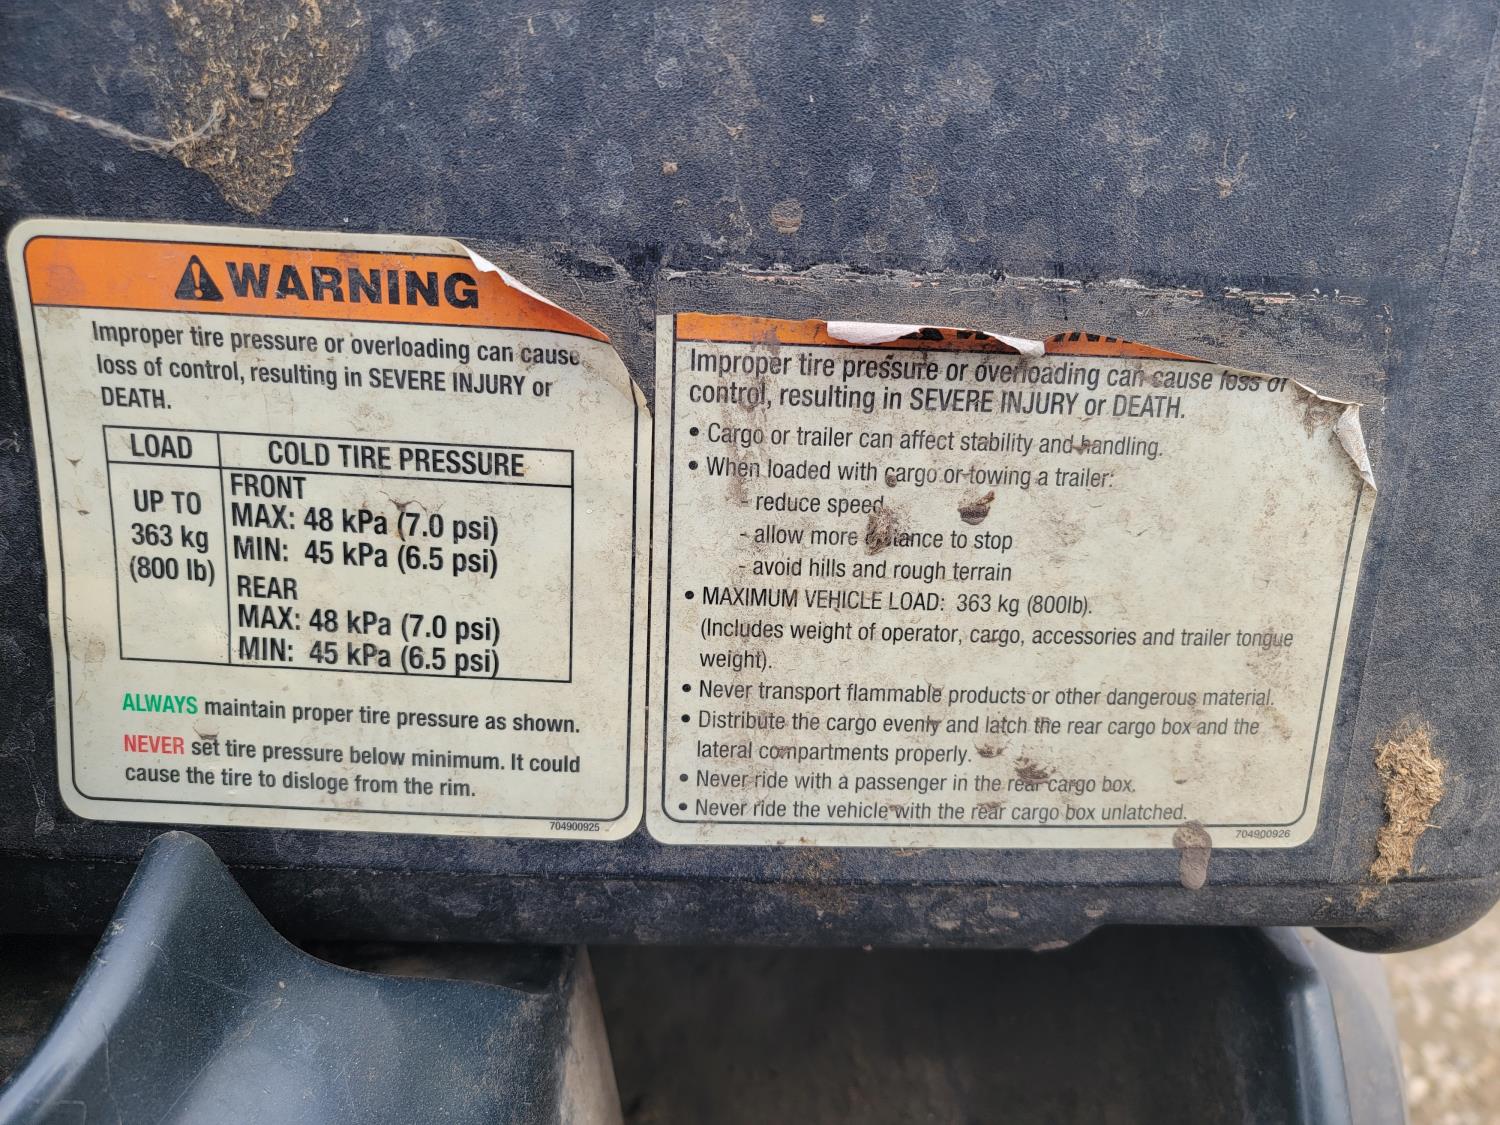 WARNING
Improper tire pressure or overloading can cause
loss of control, resulting in SEVERE INJURY or
DEATH.
LOAD COLD TIRE PRESSURE
UP TO
363 kg
(800 lb)
FRONT
MAX: 48 kPa (7.0 psi)
MIN: 45 kPa (6.5 psi)
REAR
MAX: 48 kPa (7.0 psi)
MIN: 45 kPa (6.5 psi)
ALWAYS maintain proper tire pressure as shown.
NEVER set tire pressure below minimum. It could
cause the tire to disloge from the rim.
704900925
Improper tire pressure or overloading can cause loss of
control, resulting in SEVERE INJURY or DEATH.
• Cargo or trailer can affect stability and handling.
• When loaded with cargo or towing a trailer:
- reduce speed
- allow more distance to stop
- avoid hills and rough terrain
• MAXIMUM VEHICLE LOAD: 363 kg (800lb).
(Includes weight of operator, cargo, accessories and trailer tongue
weight).
• Never transport flammable products or other dangerous material.
• Distribute the cargo evenly and latch the rear cargo box and the
lateral compartments properly.
• Never ride with a passenger in the rear cargo box.
• Never ride the vehicle with the rear cargo box unlatched.
704900926